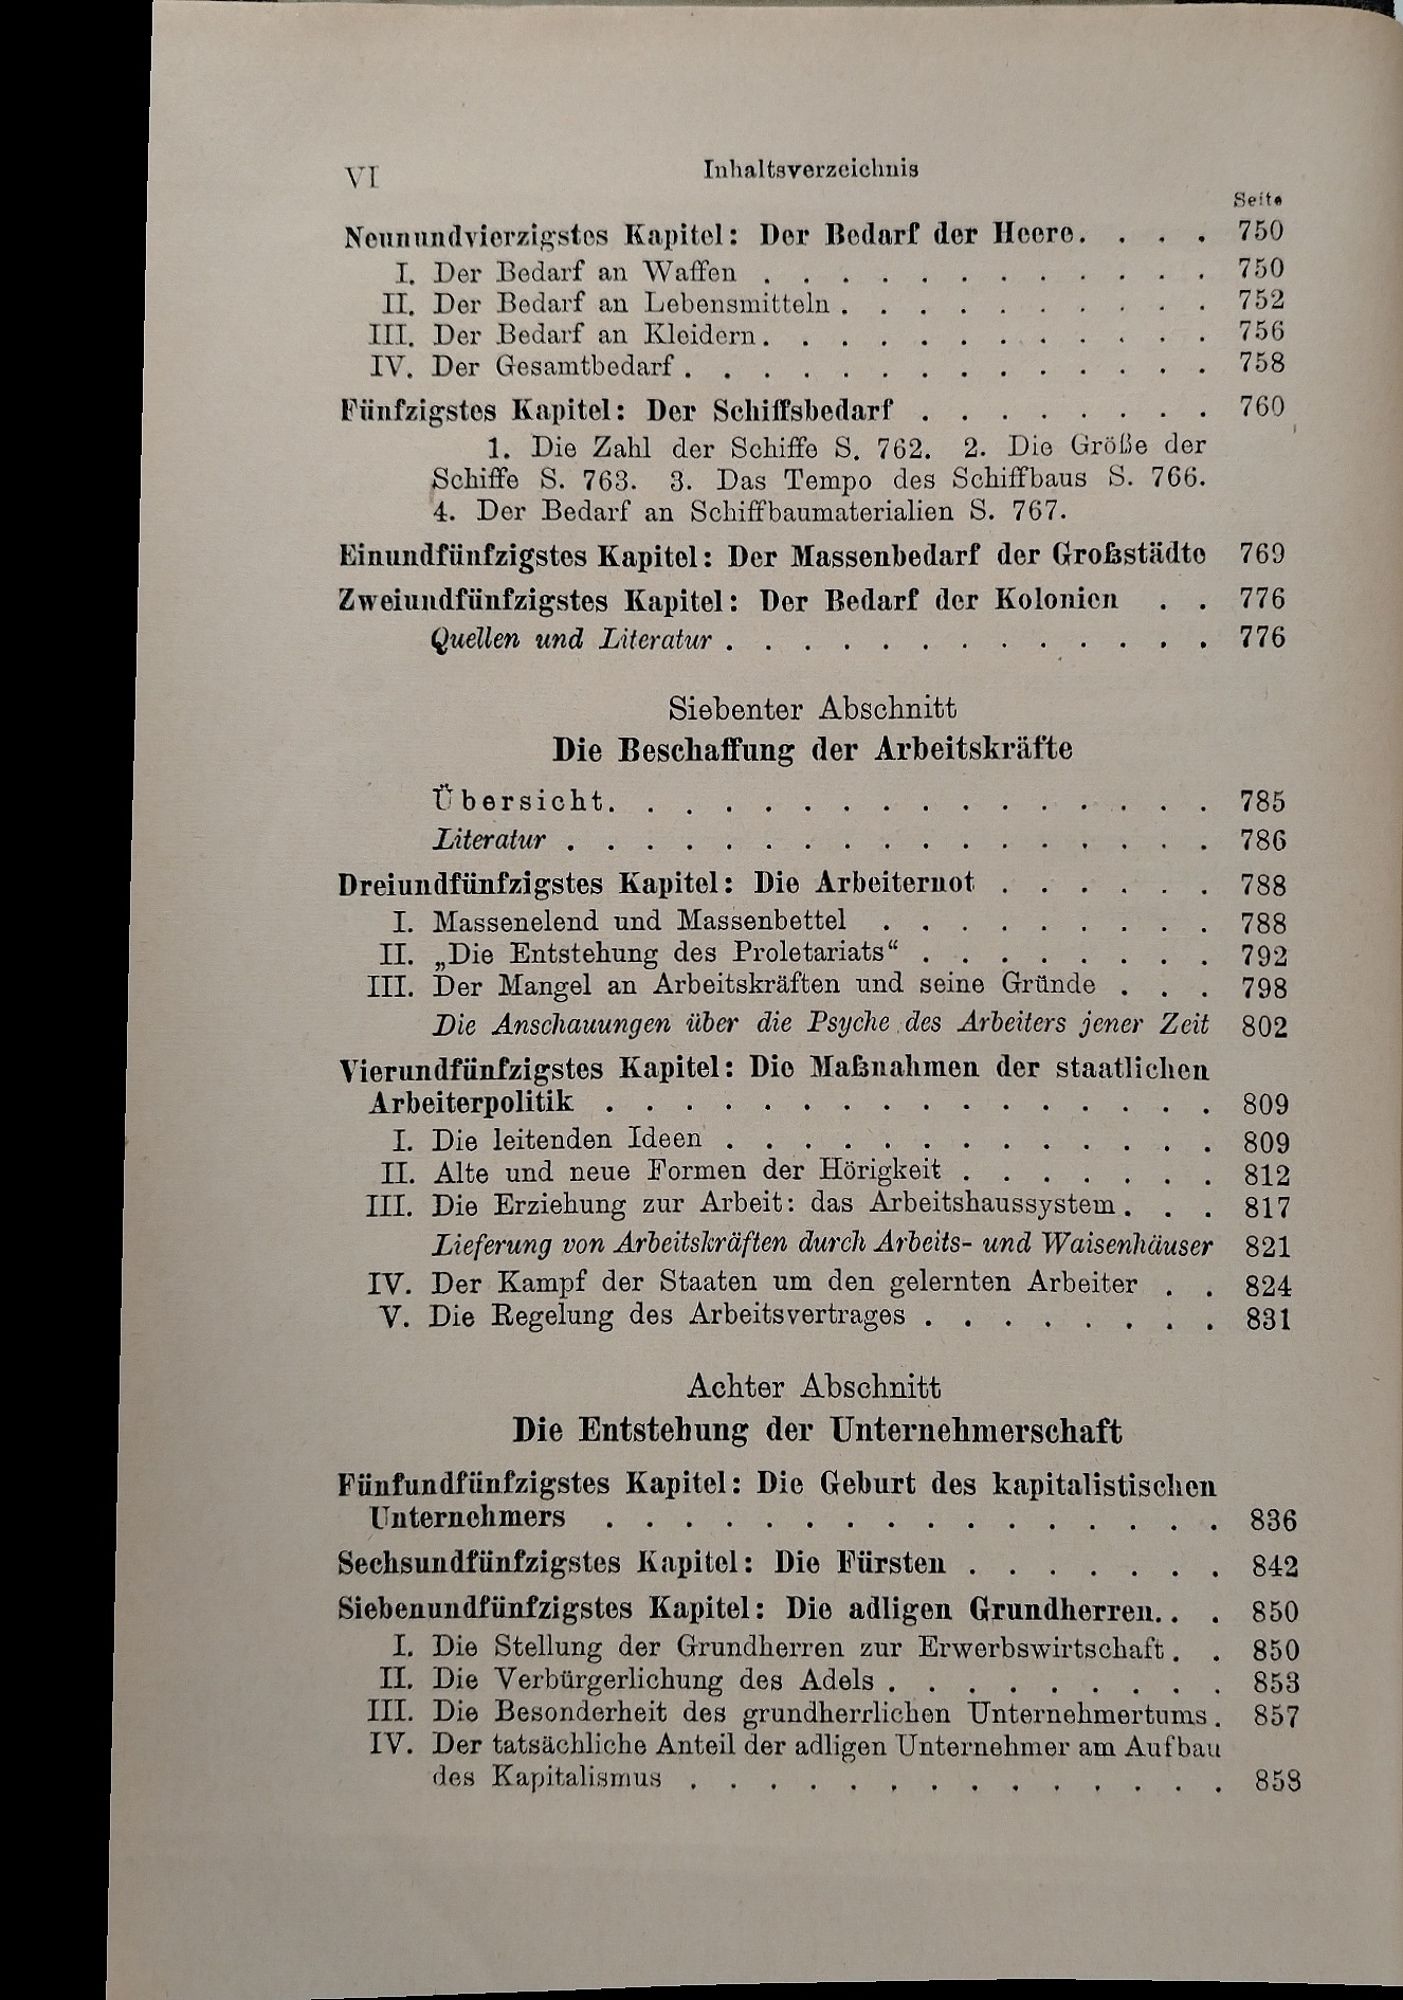 VI
Inhaltsverzeichnis
Seite
Neunundvierzigstes Kapitel: Der Bedarf der Heere. . . . . 750
I. Der Bedarf an Waffen . . . . . . . . . . . . 750
II. Der Bedarf an Lebensmitteln . . . . . . . . . . 752
III. Der Bedarf an Kleidern. . . . . . . . . . . . 756
IV. Der Gesamtbedarf . . . . . . . . . . . . . . 758
Fünfzigstes Kapitel: Der Schiffsbedarf . . . . . . . . 760
1. Die Zahl der Schiffe S. 762. 2. Die Größe der
Schiffe S. 763. 3. Das Tempo des Schiffbaus S. 766.
4. Der Bedarf an Schiffbaumaterialien S. 767.
Einundfünfzigstes Kapitel: Der Massenbedarf der Großstädte 769
Zweiundfünfzigstes Kapitel: Der Bedarf der Kolonien . . 776
Quellen und Literatur . . . . . . . . . . . . . 776
Siebenter Abschnitt
Die Beschaffung der Arbeitskräfte
Übersicht. . . . . . . . . . . . . . . . 785
Literatur . . . . . . . . . . . . . . . . . 786
Dreiundfünfzigstes Kapitel: Die Arbeiternot . . . . . . 788
I. Massenelend und Massenbettel . . . . . . . . . 788
II. „Die Entstehung des Proletariats“ . . . . . . . . 792
III. Der Mangel an Arbeitskräften und seine Gründe . . . 798
Die Anschauungen über die Psyche des Arbeiters jener Zeit 802
Vierundfünfzigstes Kapitel: Die Maßnahmen der staatlichen
Arbeiterpolitik . . . . . . . . . . . . . . . . 809
I. Die leitenden Ideen . . . . . . . . . . . . . 809
II. Alte und neue Formen der Hörigkeit . . . . . . . 812
III. Die Erziehung zur Arbeit: das Arbeitshaussystem . . . 817
Lieferung von Arbeitskräften durch Arbeits- und Waisenhäuser 821
IV. Der Kampf der Staaten um den gelernten Arbeiter . . 824
V. Die Regelung des Arbeitsvertrages . . . . . . . . 831
Achter Abschnitt
Die Entstehung der Unternehmerschaft
Fünfundfünfzigstes Kapitel: Die Geburt des kapitalistischen
Unternehmers . . . . . . . . . . . . . . . . 836
Sechsundfünfzigstes Kapitel: Die Fürsten . . . . . . . 842
Siebenundfünfzigstes Kapitel: Die adligen Grundherren. . . 850
I. Die Stellung der Grundherren zur Erwerbswirtschaft . . 850
II. Die Verbürgerlichung des Adels . . . . . . . . . 853
III. Die Besonderheit des grundherrlichen Unternehmertums . 857
IV. Der tatsächliche Anteil der adligen Unternehmer am Aufbau
des Kapitalismus . . . . . . . . . . . . . . 858